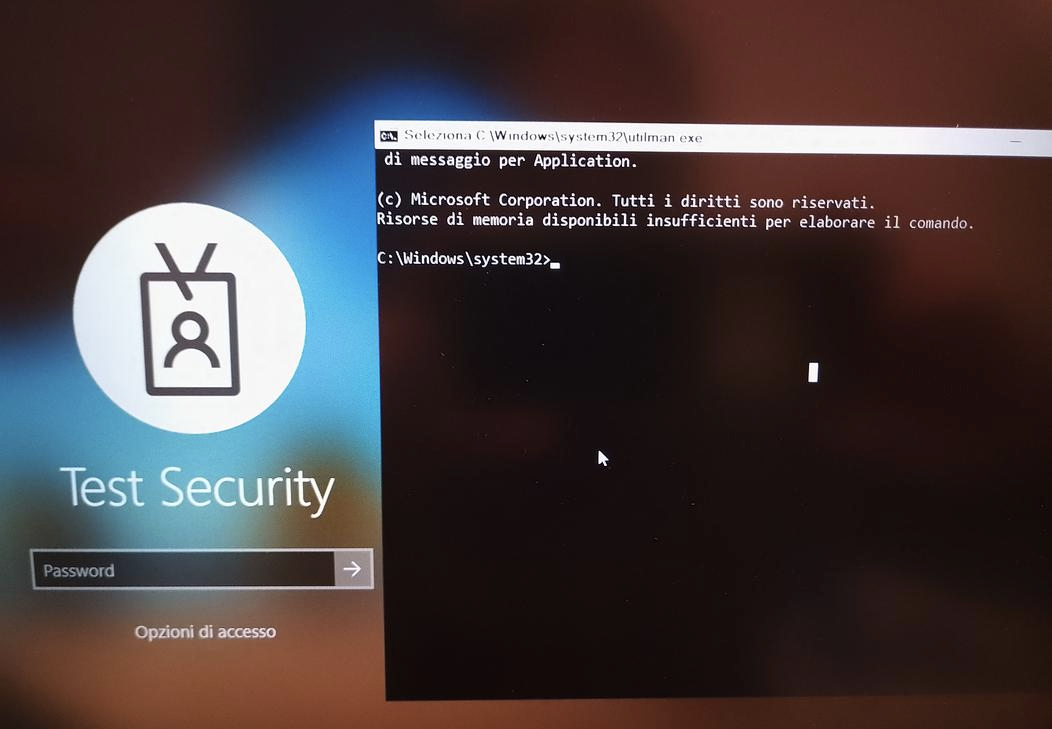 Seleziona C:\Windows\system32\utilman.exe
di messaggio per Application.
(c) Microsoft Corporation. Tutti i diritti sono riservati.
Risorse di memoria disponibili insufficienti per elaborare il comando.
C:\Windows\system32>
Test Security
Password
Opzioni di accesso